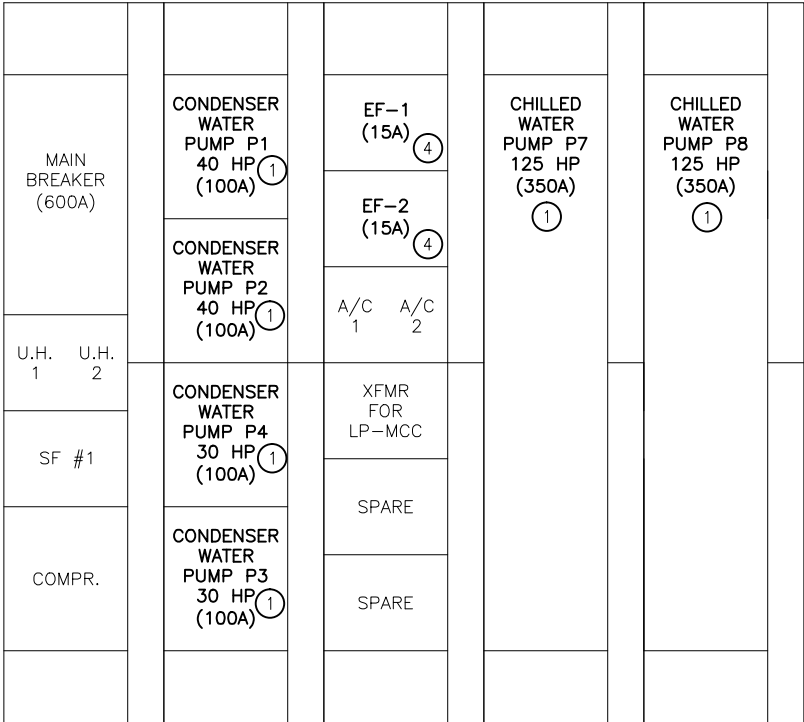 MAIN
BREAKER
(600A)
U.H. U.H.
1 2
SF #1
COMPR.
CONDENSER
WATER
PUMP P1
40 HP 1
(100A)
CONDENSER
WATER
PUMP P2
40 HP 1
(100A)
CONDENSER
WATER
PUMP P4
30 HP 1
(100A)
CONDENSER
WATER
PUMP P3
30 HP 1
(100A)
EF-1
(15A) 4
EF-2
(15A) 4
A/C A/C
1 2
XFMR
FOR
LP-MCC
SPARE
SPARE
CHILLED
WATER
PUMP P7
125 HP
(350A)
1
CHILLED
WATER
PUMP P8
125 HP
(350A)
1